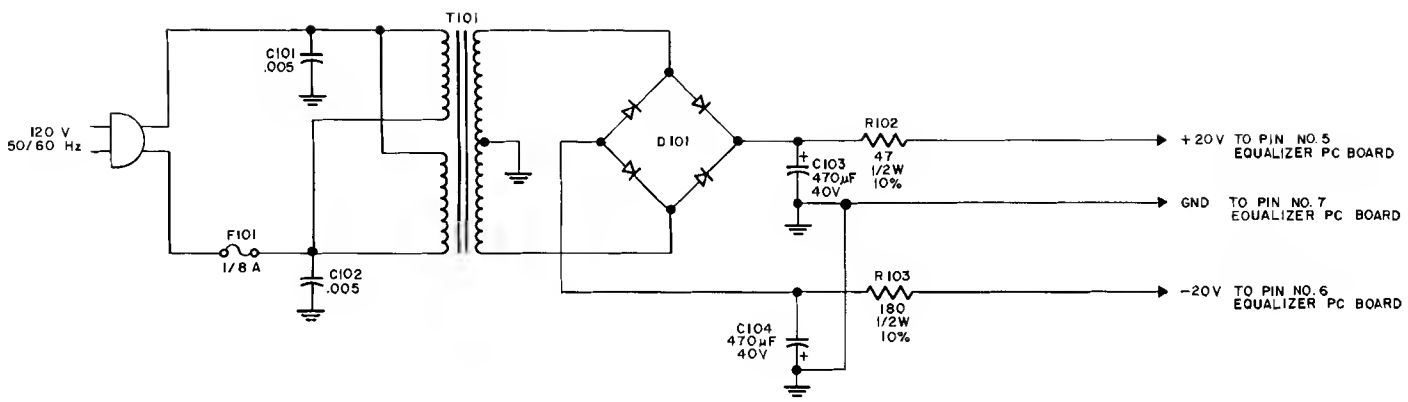 T101
C101
.005
120 V
50/60 Hz
F101
1/8 A
C102
.005
D101
C103
470µF
40V
+
R102
47
1/2W
10%
+20V TO PIN NO.5
EQUALIZER PC BOARD
GND TO PIN NO.7
EQUALIZER PC BOARD
R103
180
1/2W
10%
-20V TO PIN NO.6
EQUALIZER PC BOARD
C104
470µF
40V
+